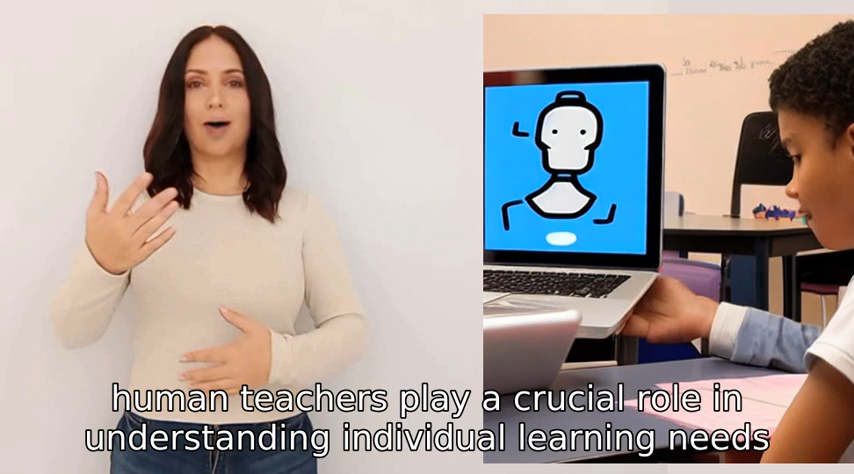 human teachers play a crucial role in
understanding individual learning needs